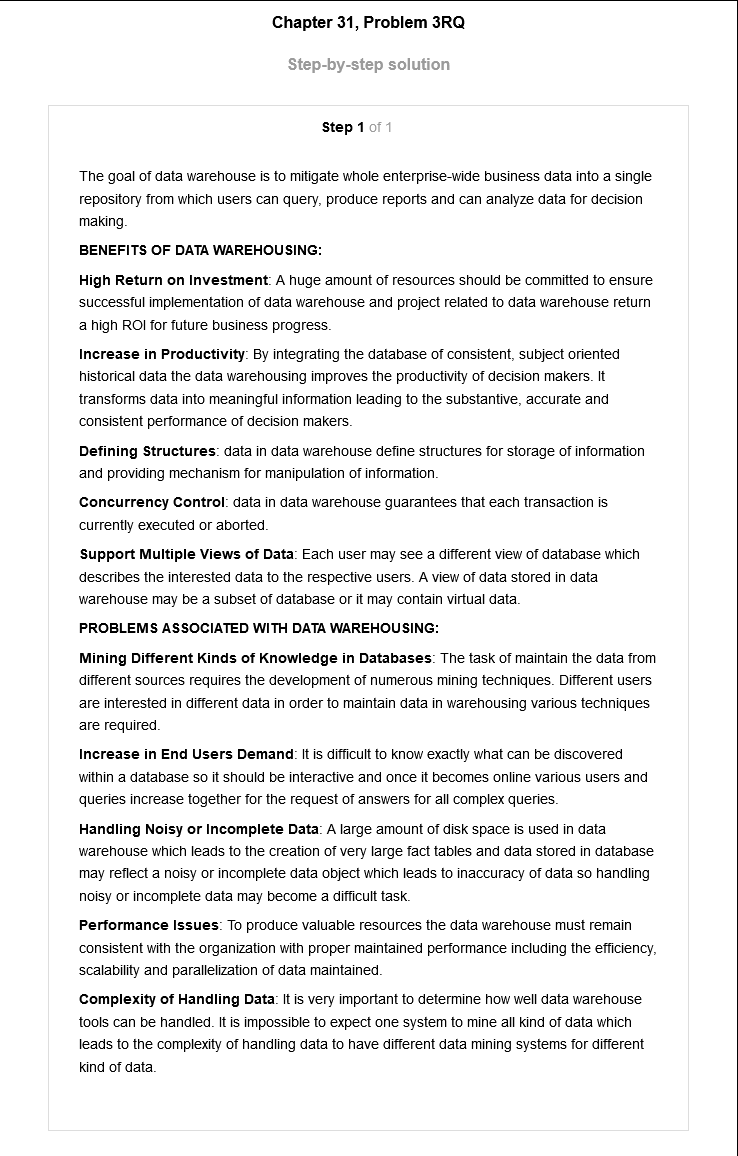 Chapter 31, Problem 3RQ
Step-by-step solution
Step 1 of 1
The goal of data warehouse is to mitigate whole enterprise-wide business data into a single
repository from which users can query, produce reports and can analyze data for decision
making.
BENEFITS OF DATA WAREHOUSING:
High Return on Investment: A huge amount of resources should be committed to ensure
successful implementation of data warehouse and project related to data warehouse return
a high ROI for future business progress.
Increase in Productivity: By integrating the database of consistent, subject oriented
historical data the data warehousing improves the productivity of decision makers. It
transforms data into meaningful information leading to the substantive, accurate and
consistent performance of decision makers.
Defining Structures: data in data warehouse define structures for storage of information
and providing mechanism for manipulation of information.
Concurrency Control: data in data warehouse guarantees that each transaction is
currently executed or aborted.
Support Multiple Views of Data: Each user may see a different view of database which
describes the interested data to the respective users. A view of data stored in data
warehouse may be a subset of database or it may contain virtual data.
PROBLEMS ASSOCIATED WITH DATA WAREHOUSING:
Mining Different Kinds of Knowledge in Databases: The task of maintain the data from
different sources requires the development of numerous mining techniques. Different users
are interested in different data in order to maintain data in warehousing various techniques
are required.
Increase in End Users Demand: It is difficult to know exactly what can be discovered
within a database so it should be interactive and once it becomes online various users and
queries increase together for the request of answers for all complex queries.
Handling Noisy or Incomplete Data: A large amount of disk space is used in data
warehouse which leads to the creation of very large fact tables and data stored in database
may reflect a noisy or incomplete data object which leads to inaccuracy of data so handling
noisy or incomplete data may become a difficult task.
Performance Issues: To produce valuable resources the data warehouse must remain
consistent with the organization with proper maintained performance including the efficiency,
scalability and parallelization of data maintained.
Complexity of Handling Data: It is very important to determine how well data warehouse
tools can be handled. It is impossible to expect one system to mine all kind of data which
leads to the complexity of handling data to have different data mining systems for different
kind of data.